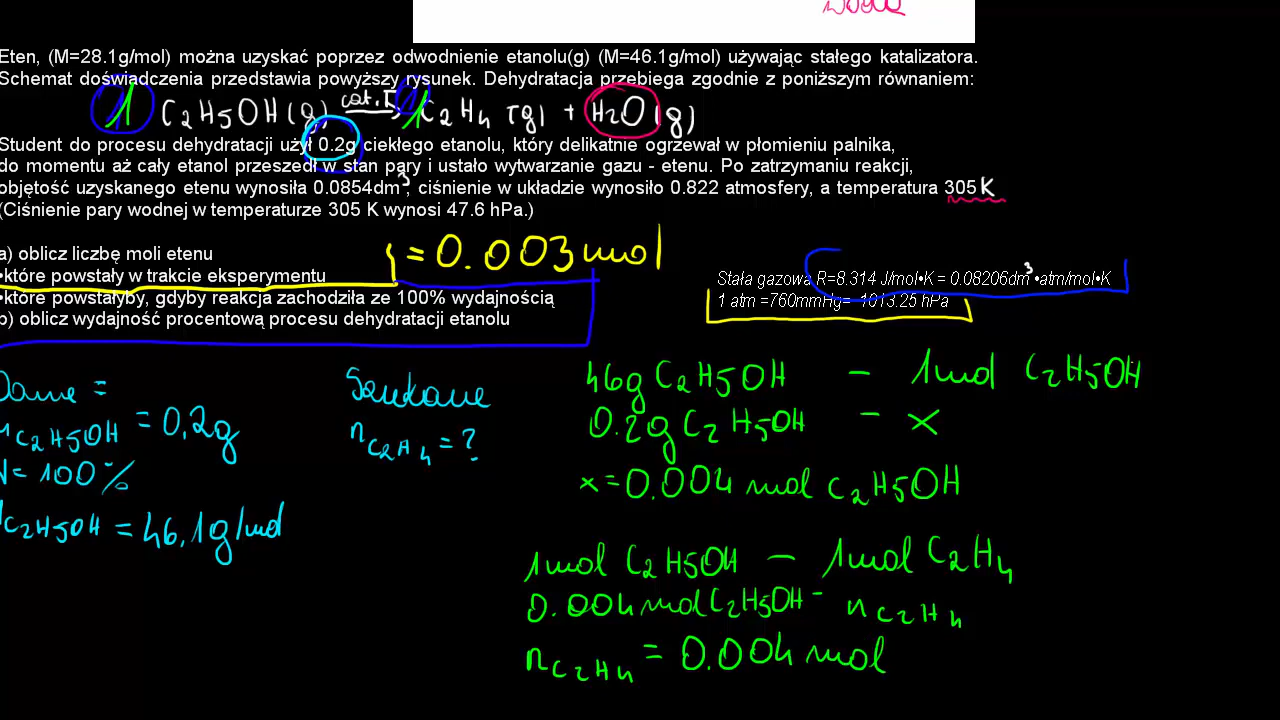 woda
Eten, (M=28.1g/mol) można uzyskać poprzez odwodnienie etanolu(g) (M=46.1g/mol) używając stałego katalizatora.
Schemat doświadczenia przedstawia powyższy rysunek. Dehydratacja przebiega zgodnie z poniższym równaniem:
1 C2H5OH(g) cat.T → 1 C2H4 (g) + H2O (g)
Student do procesu dehydratacji użył 0.2g ciekłego etanolu, który delikatnie ogrzewał w płomieniu palnika,
do momentu aż cały etanol przeszedł w stan pary i ustało wytwarzanie gazu - etenu. Po zatrzymaniu reakcji,
objętość uzyskanego etenu wynosiła 0.0854dm³, ciśnienie w układzie wynosiło 0.822 atmosfery, a temperatura 305 K
(Ciśnienie pary wodnej w temperaturze 305 K wynosi 47.6 hPa.)
a) oblicz liczbę moli etenu
•które powstały w trakcie eksperymentu = 0.003 mol
•które powstałyby, gdyby reakcja zachodziła ze 100% wydajnością
b) oblicz wydajność procentową procesu dehydratacji etanolu
Stała gazowa R=8.314 J/mol•K = 0.08206dm³•atm/mol•K
1 atm =760mmHg= 1013.25 hPa
Dane =
mC2H5OH = 0,2g
W= 100%
MC2H5OH = 46,1g/mol
Szukane
nC2H4 = ?
46g C2H5OH – 1mol C2H5OH
0.2g C2H5OH – x
x = 0.004 mol C2H5OH
1mol C2H5OH – 1mol C2H4
0.004 mol C2H5OH – nC2H4
nC2H4 = 0.004 mol